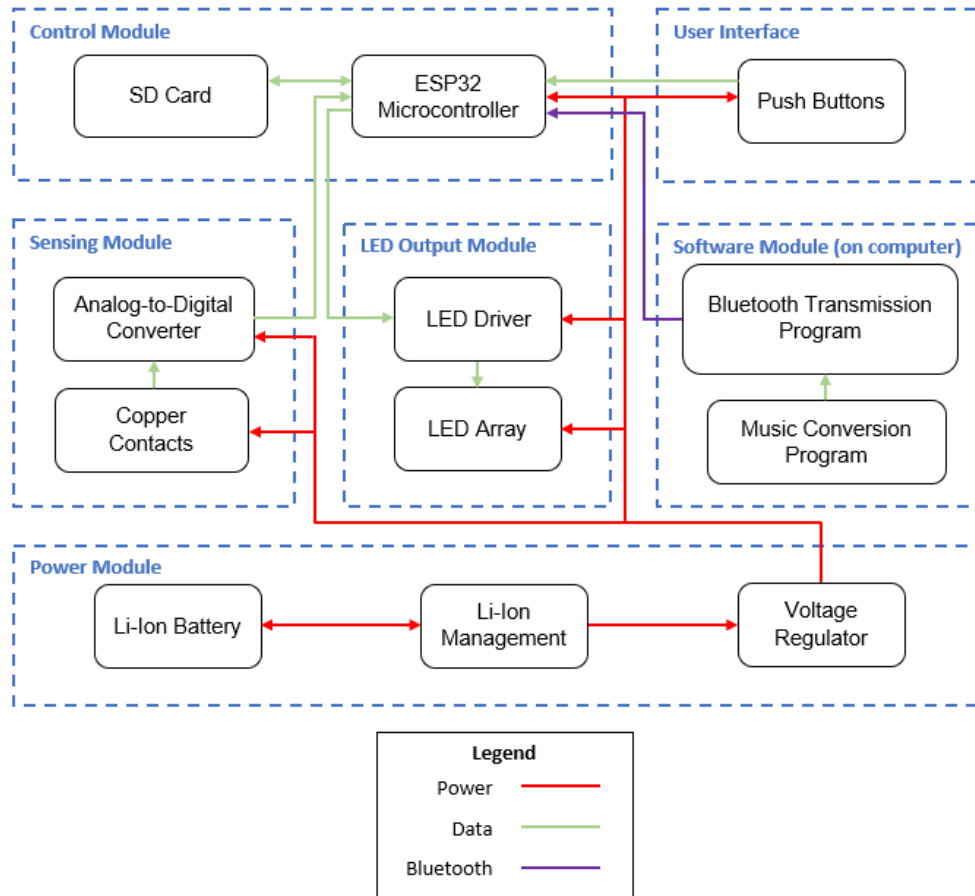 Control Module
SD Card
ESP32
Microcontroller
User Interface
Push Buttons
Sensing Module
Analog-to-Digital
Converter
Copper
Contacts
LED Output Module
LED Driver
LED Array
Software Module (on computer)
Bluetooth Transmission
Program
Music Conversion
Program
Power Module
Li-Ion Battery
Li-Ion
Management
Voltage
Regulator
Legend
Power
Data
Bluetooth